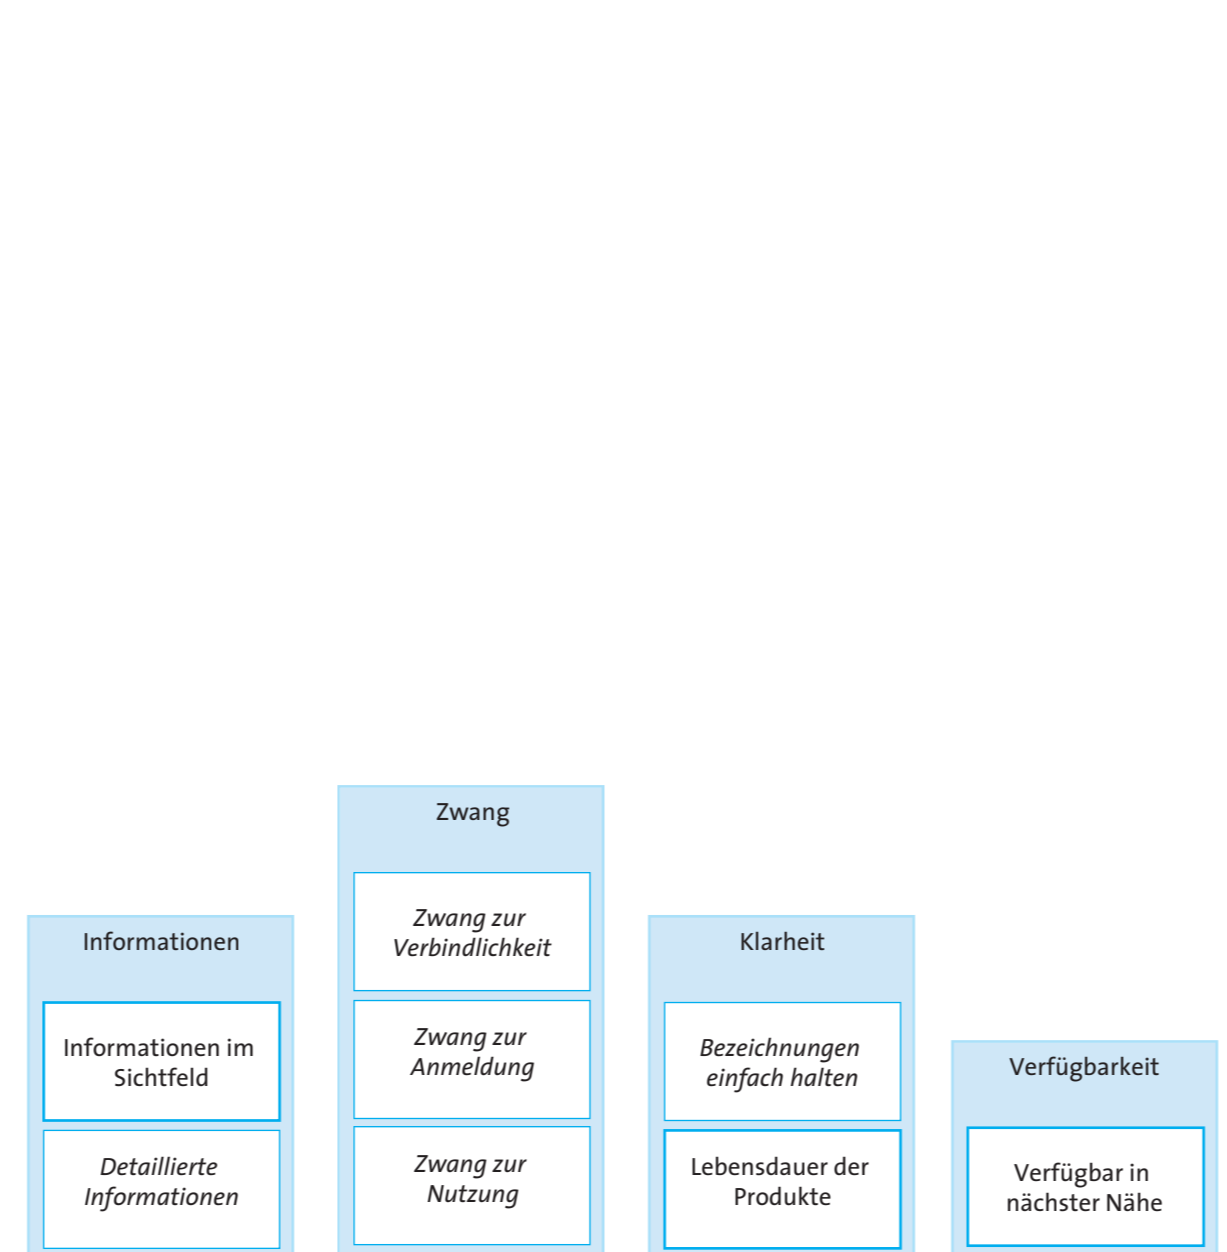 Informationen
Informationen im
Sichtfeld
Detaillierte
Informationen
Zwang
Zwang zur
Verbindlichkeit
Zwang zur
Anmeldung
Zwang zur
Nutzung
Klarheit
Bezeichnungen
einfach halten
Lebensdauer der
Produkte
Verfügbarkeit
Verfügbar in
nächster Nähe